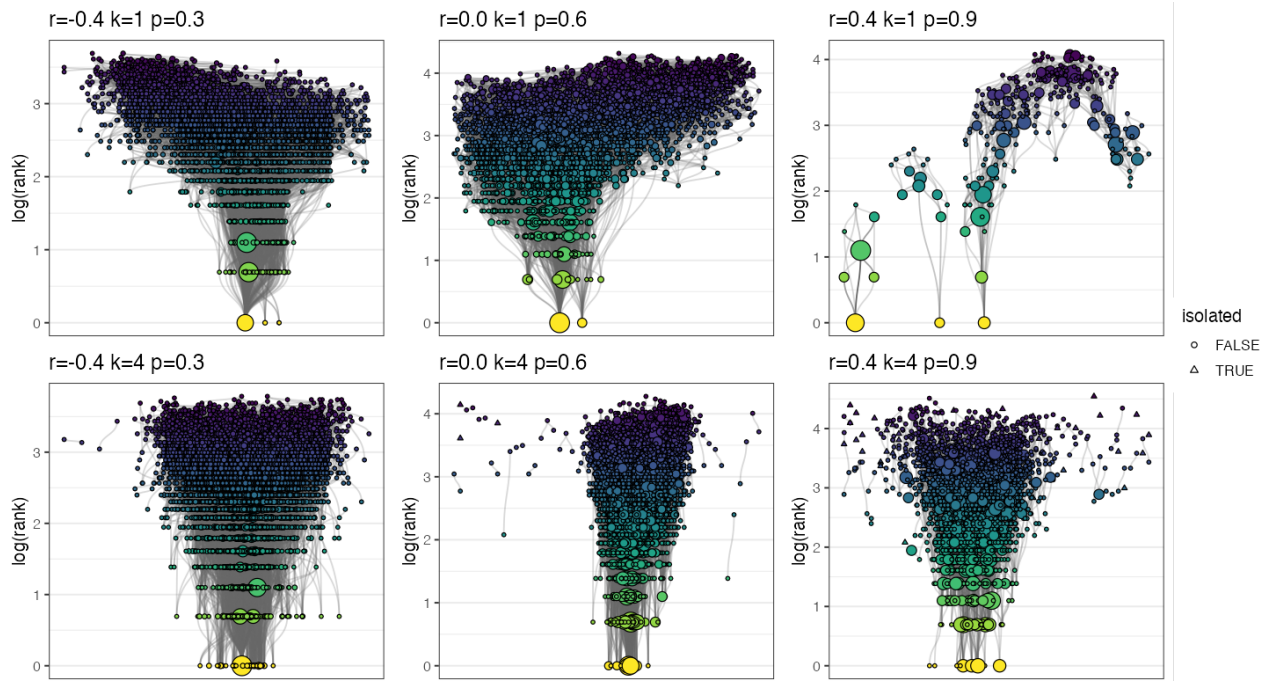 r=-0.4 k=1 p=0.3
r=0.0 k=1 p=0.6
r=0.4 k=1 p=0.9
log(rank)
3
2
1
0
log(rank)
4
3
2
1
0
log(rank)
4
3
2
1
0
r=-0.4 k=4 p=0.3
r=0.0 k=4 p=0.6
r=0.4 k=4 p=0.9
log(rank)
3
2
1
0
log(rank)
4
3
2
1
0
log(rank)
4
3
2
1
0
isolated
FALSE
TRUE